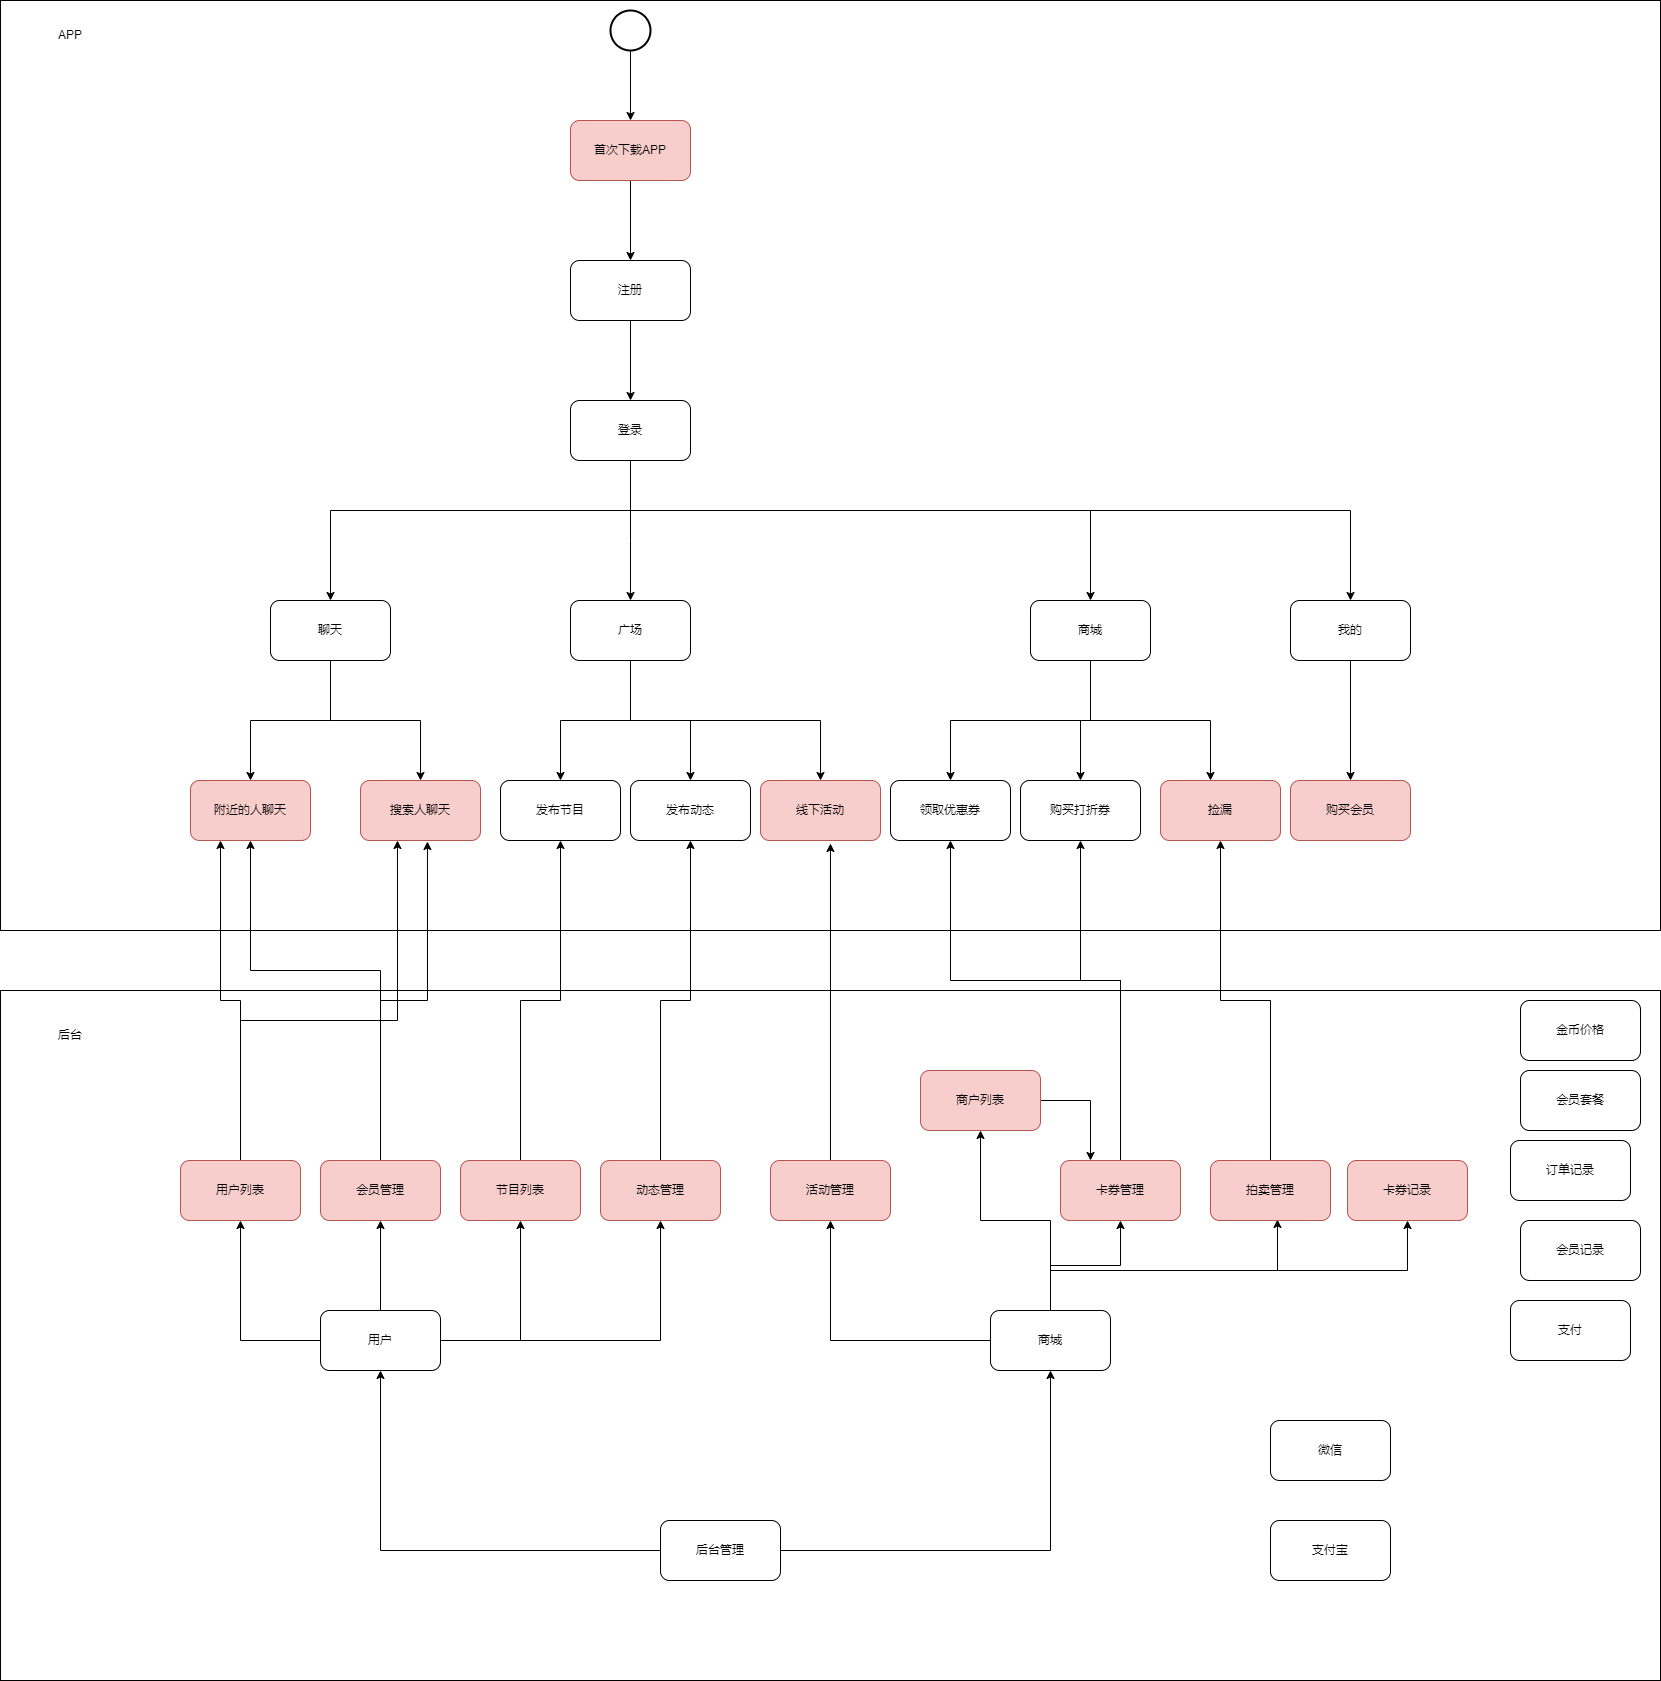 APP
首次下载APP
注册
登录
聊天
广场
商城
我的
附近的人聊天
搜索人聊天
发布节目
发布动态
线下活动
领取优惠券
购买打折券
捡漏
购买会员
后台
金币价格
商户列表
会员套餐
用户列表
会员管理
节目列表
动态管理
活动管理
卡券管理
拍卖管理
卡券记录
订单记录
会员记录
用户
商城
支付
微信
后台管理
支付宝